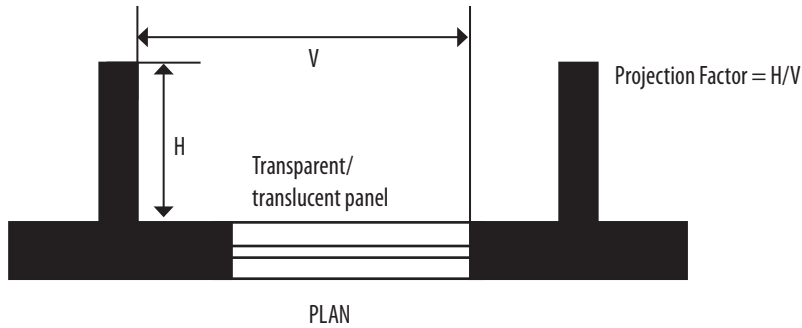 V
Projection Factor = H/V
H
Transparent/
translucent panel
PLAN